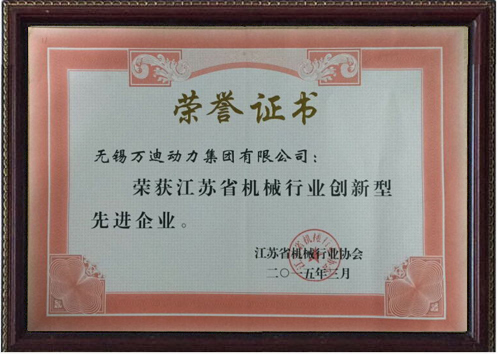 荣誉证书
无锡万迪动力集团有限公司：
荣获江苏省机械行业创新型
先进企业。
江苏省机械行业协会
二〇一五年三月